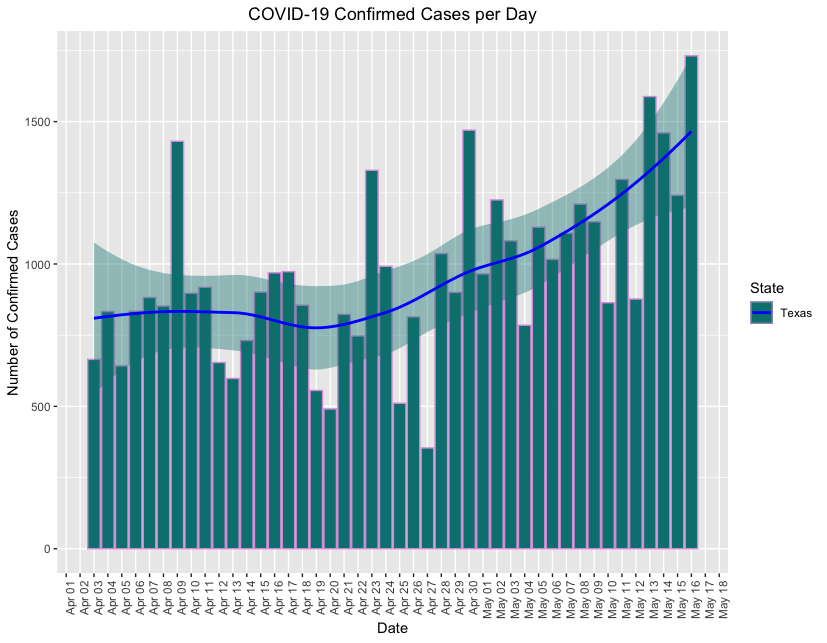 COVID-19 Confirmed Cases per Day
Number of Confirmed Cases
1500
1000
500
0
State
Texas
Apr 01
Apr 02
Apr 03
Apr 04
Apr 05
Apr 06
Apr 07
Apr 08
Apr 09
Apr 10
Apr 11
Apr 12
Apr 13
Apr 14
Apr 15
Apr 16
Apr 17
Apr 18
Apr 19
Apr 20
Apr 21
Apr 22
Apr 23
Apr 24
Apr 25
Apr 26
Apr 27
Apr 28
Apr 29
Apr 30
May 01
May 02
May 03
May 04
May 05
May 06
May 07
May 08
May 09
May 10
May 11
May 12
May 13
May 14
May 15
May 16
May 17
May 18
Date